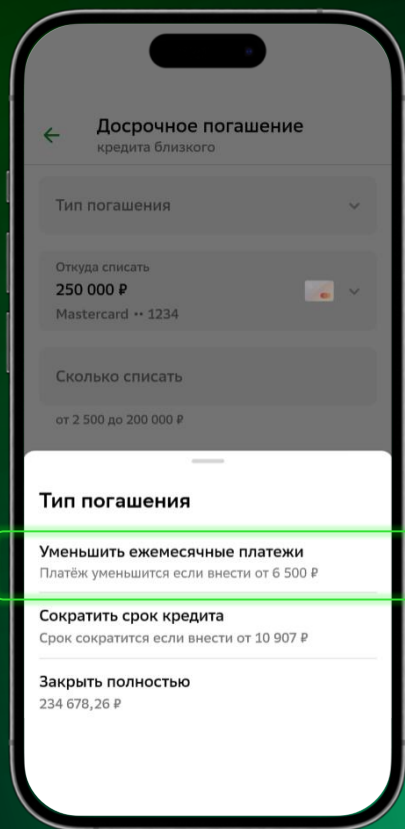 Досрочное погашение
кредита близкого
Тип погашения
Откуда списать
250 000 ₽
Mastercard •• 1234
Сколько списать
от 2 500 до 200 000 ₽
Тип погашения
Уменьшить ежемесячные платежи
Платёж уменьшится если внести от 6 500 ₽
Сократить срок кредита
Срок сократится если внести от 10 907 ₽
Закрыть полностью
234 678,26 ₽